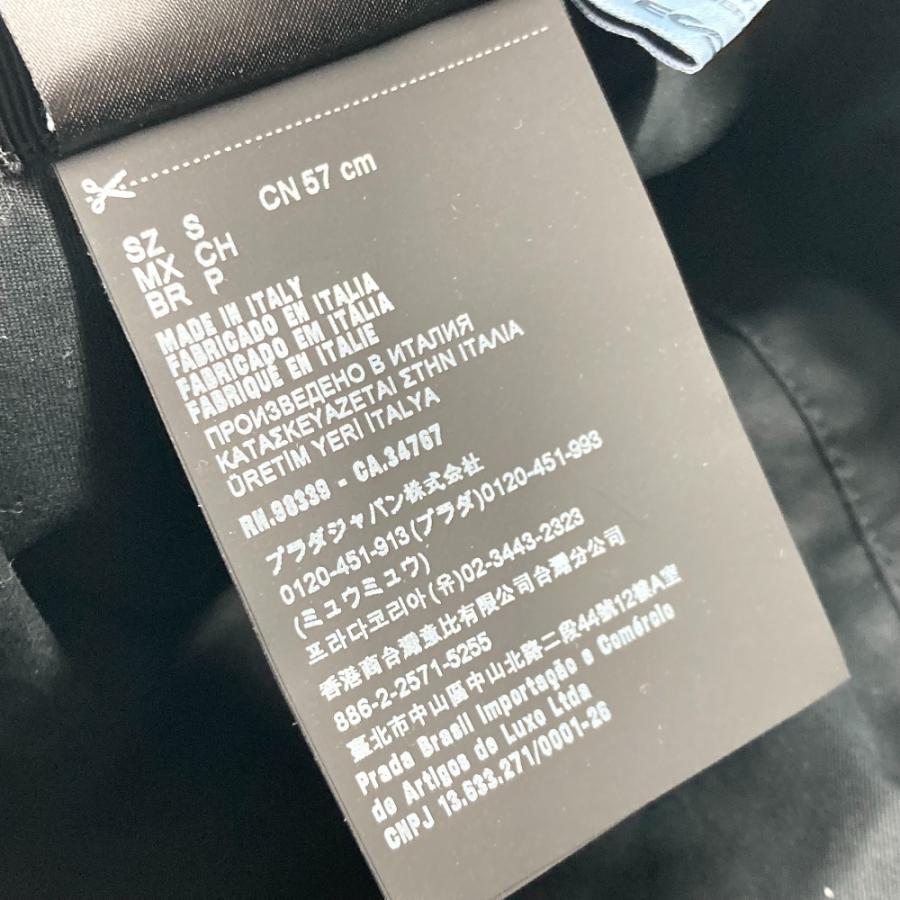 CN 57 cm
SZ S
MX CH
BR P
MADE IN ITALY
FABRICADO EN ITALIA
FABRICADO EM ITÁLIA
FABRIQUE EN ITALIE
ПРОИЗВЕДЕНО В ИТАЛИЯ
ΚΑΤΑΣΚΕΥΑΖΕΤΑΙ ΣΤΗΝ ΙΤΑΛΙΑ
ÜRETİM YERİ İTALYA
RN.98339 - CA.34767
プラダジャパン株式会社
0120-451-913(プラダ)0120-451-993
(ミュウミュウ)
프라다코리아 (유)02-3443-2323
香港商台灣童比有限公司台灣分公司
886-2-2571-5255
臺北市中山區中山北路二段44號12樓A室
Prada Brasil Importação e Comércio
de Artigos de Luxo Ltda
CNPJ 13.633.271/0001-26